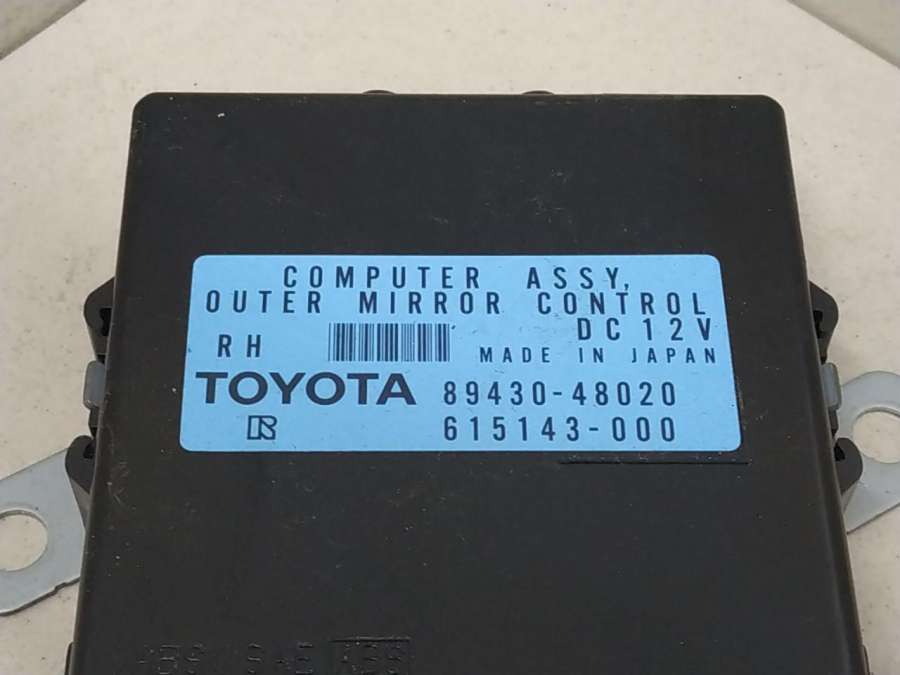 COMPUTER ASSY,
OUTER MIRROR CONTROL
DC12V
RH
MADE IN JAPAN
TOYOTA 89430-48020
R 615143-000